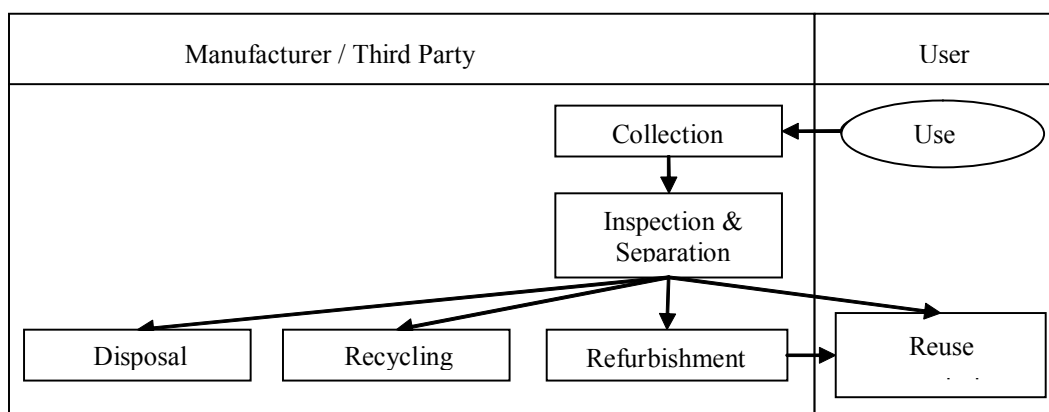 Manufacturer / Third Party
User
Collection
Use
Inspection &
Separation
Disposal
Recycling
Refurbishment
Reuse